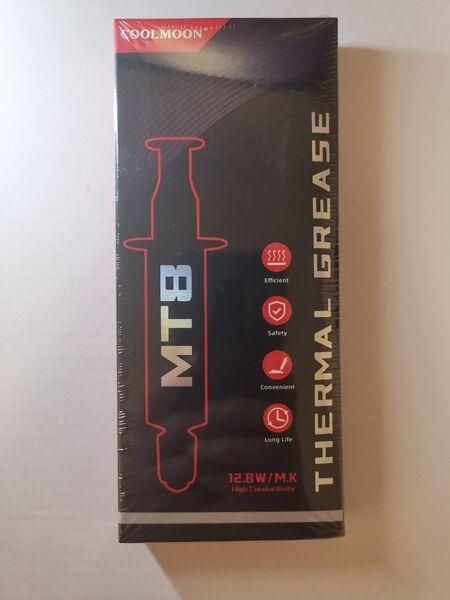 COOLMOON®
THERMAL GREASE
MT8
Efficient
Safety
Convenient
Long Life
12.8W/M.K
High Conductivity